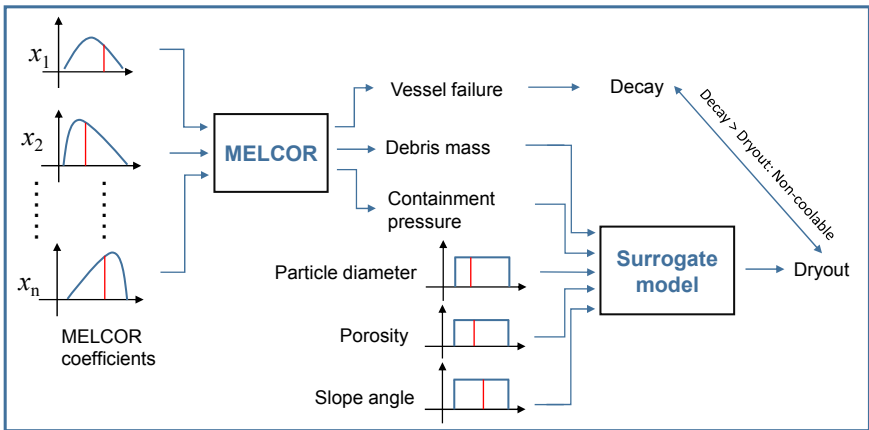 x1
x2
xn
MELCOR
coefficients
MELCOR
Vessel failure
Debris mass
Containment
pressure
Particle diameter
Porosity
Slope angle
Surrogate
model
Decay
Decay > Dryout: Non-coolable
Dryout